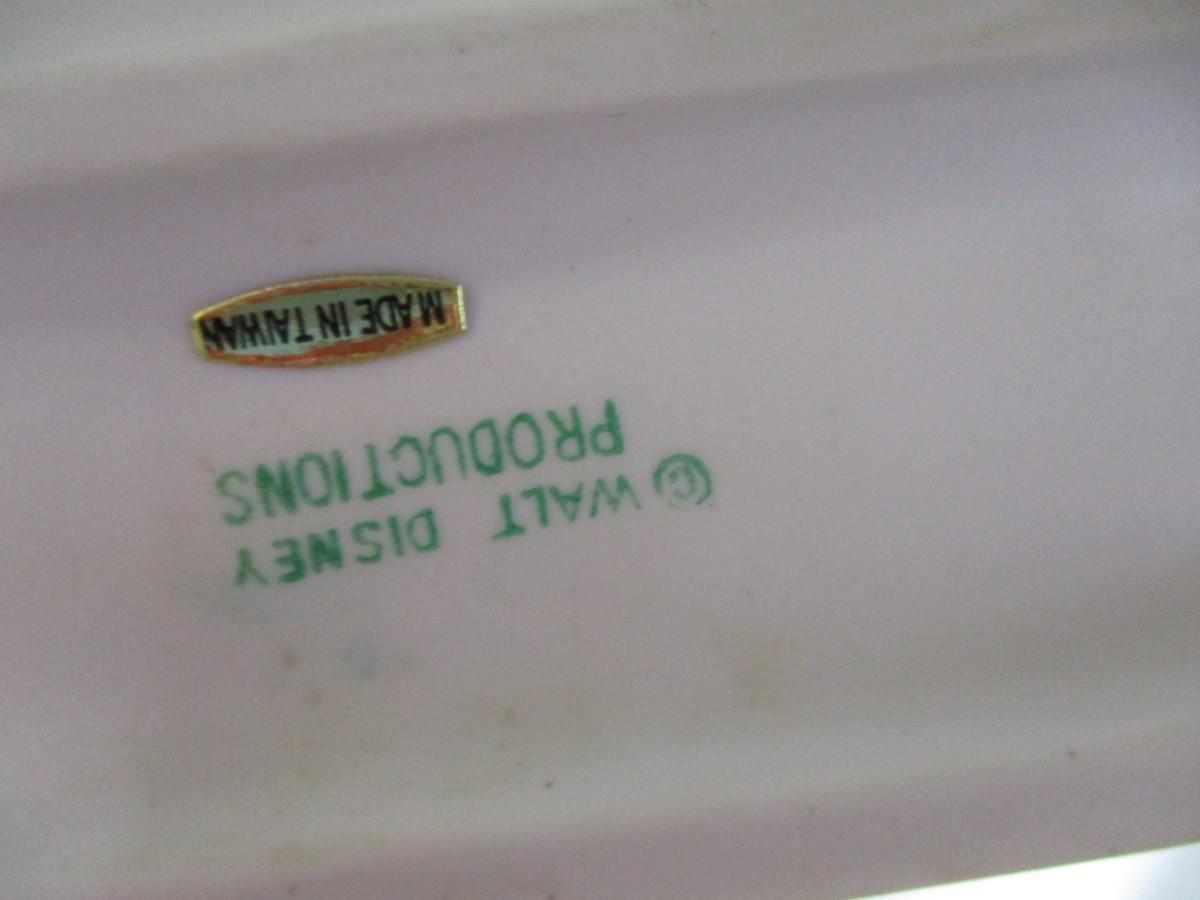 © WALT DISNEY
PRODUCTIONS
MADE IN TAIWAN